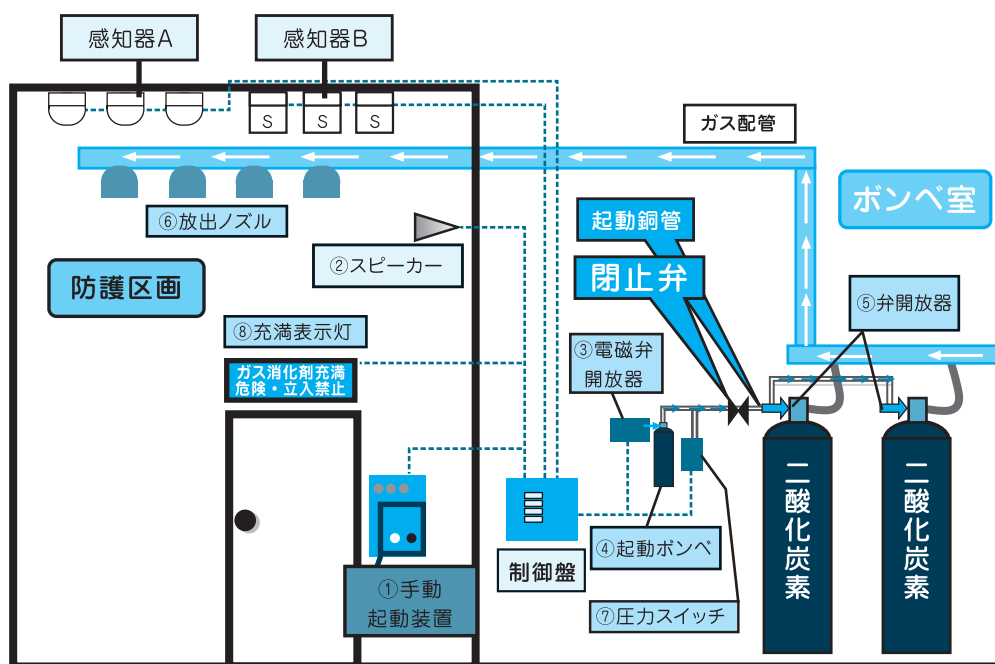 感知器A
感知器B
S
S
S
ガス配管
ボンベ室
⑥放出ノズル
起動銅管
②スピーカー
閉止弁
防護区画
⑤弁開放器
⑧充満表示灯
③電磁弁
開放器
ガス消化剤充満
危険・立入禁止
二酸化炭素
二酸化炭素
④起動ボンベ
制御盤
①手動
起動装置
⑦圧力スイッチ